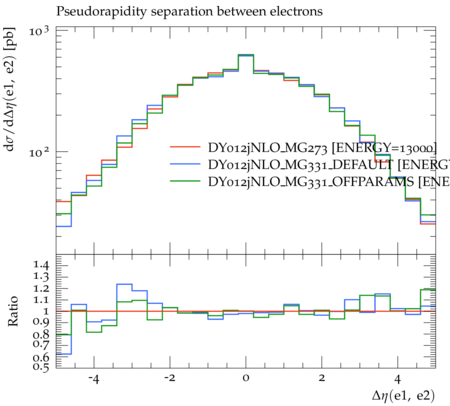 Pseudorapidity separation between electrons
dσ/dΔη(e1, e2) [pb]
10³
10²
DY012jNLO_MG273 [ENERGY=13000]
DY012jNLO_MG331_DEFAULT [ENERGY
DY012jNLO_MG331_OFFPARAMS [ENE
Ratio
1.4
1.3
1.2
1.1
1
0.9
0.8
0.7
0.6
0.5
-4 -2 0 2 4
Δη(e1, e2)